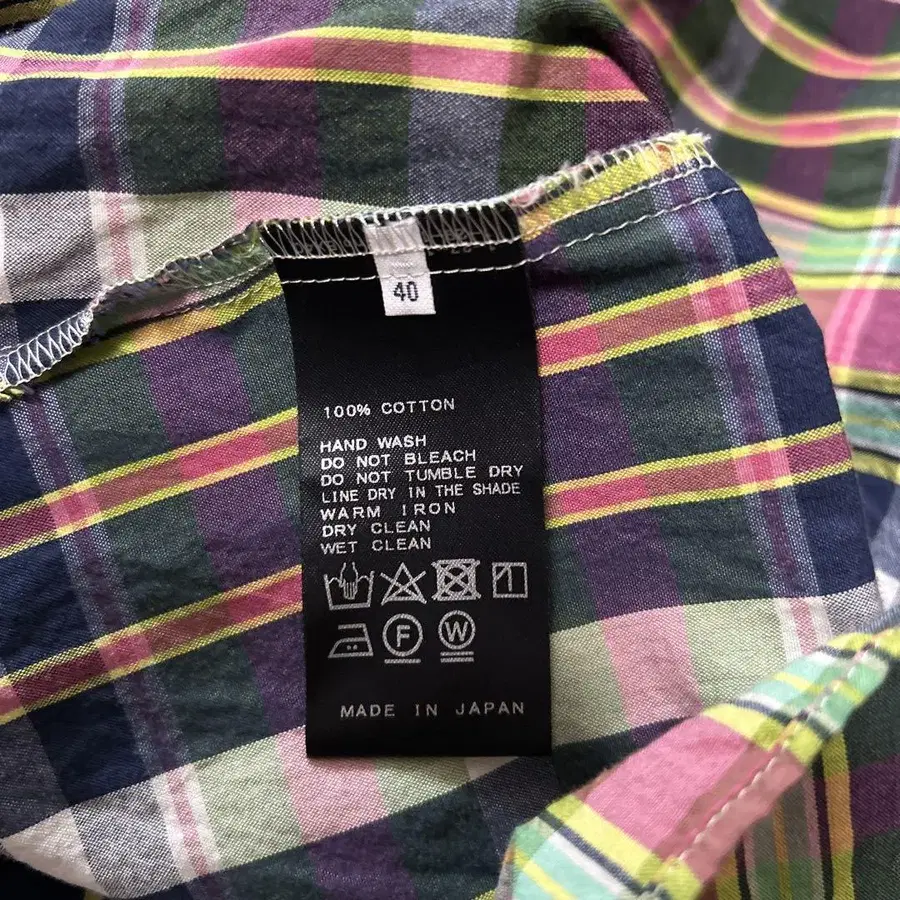 40
100% COTTON
HAND WASH
DO NOT BLEACH
DO NOT TUMBLE DRY
LINE DRY IN THE SHADE
WARM IRON
DRY CLEAN
WET CLEAN
F W
MADE IN JAPAN